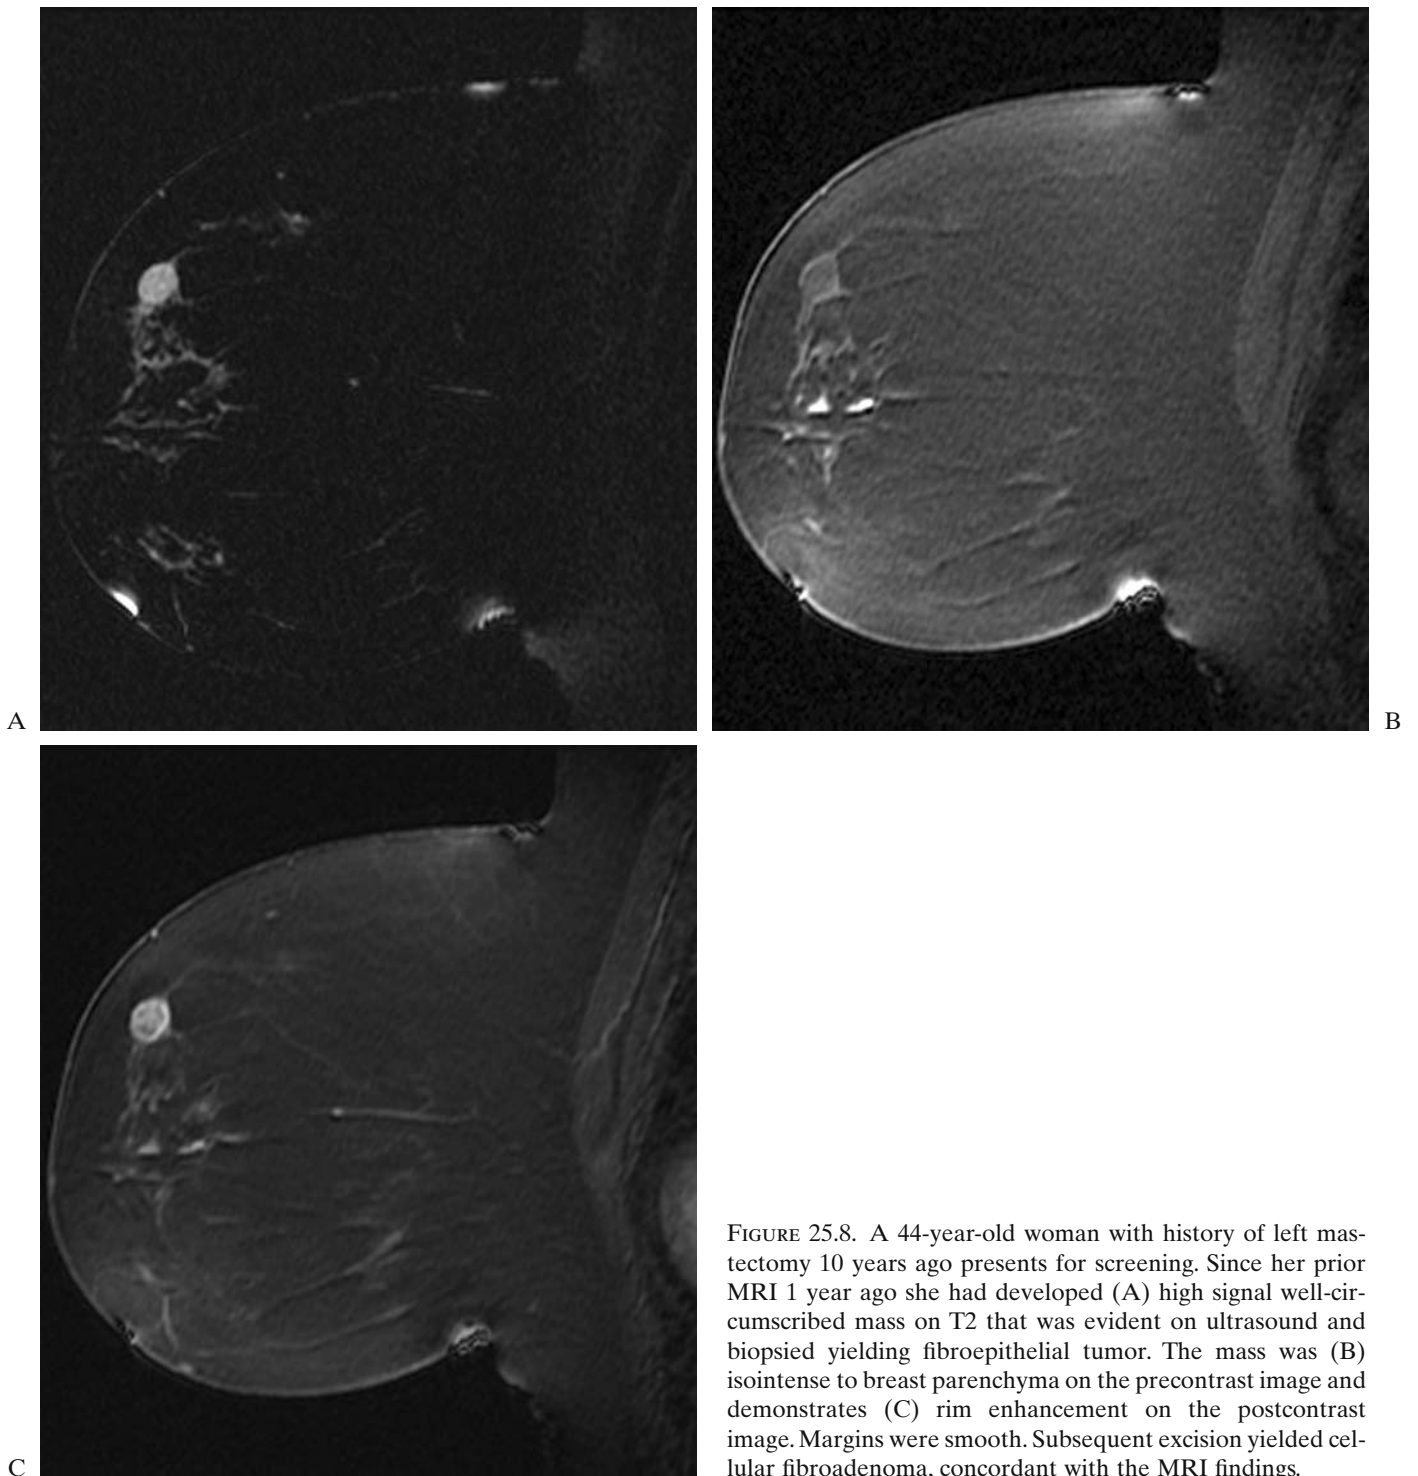 A
B
C
FIGURE 25.8. A 44-year-old woman with history of left mas-
tectomy 10 years ago presents for screening. Since her prior
MRI 1 year ago she had developed (A) high signal well-cir-
cumscribed mass on T2 that was evident on ultrasound and
biopsied yielding fibroepithelial tumor. The mass was (B)
isointense to breast parenchyma on the precontrast image and
demonstrates (C) rim enhancement on the postcontrast
image. Margins were smooth. Subsequent excision yielded cel-
lular fibroadenoma, concordant with the MRI findings.